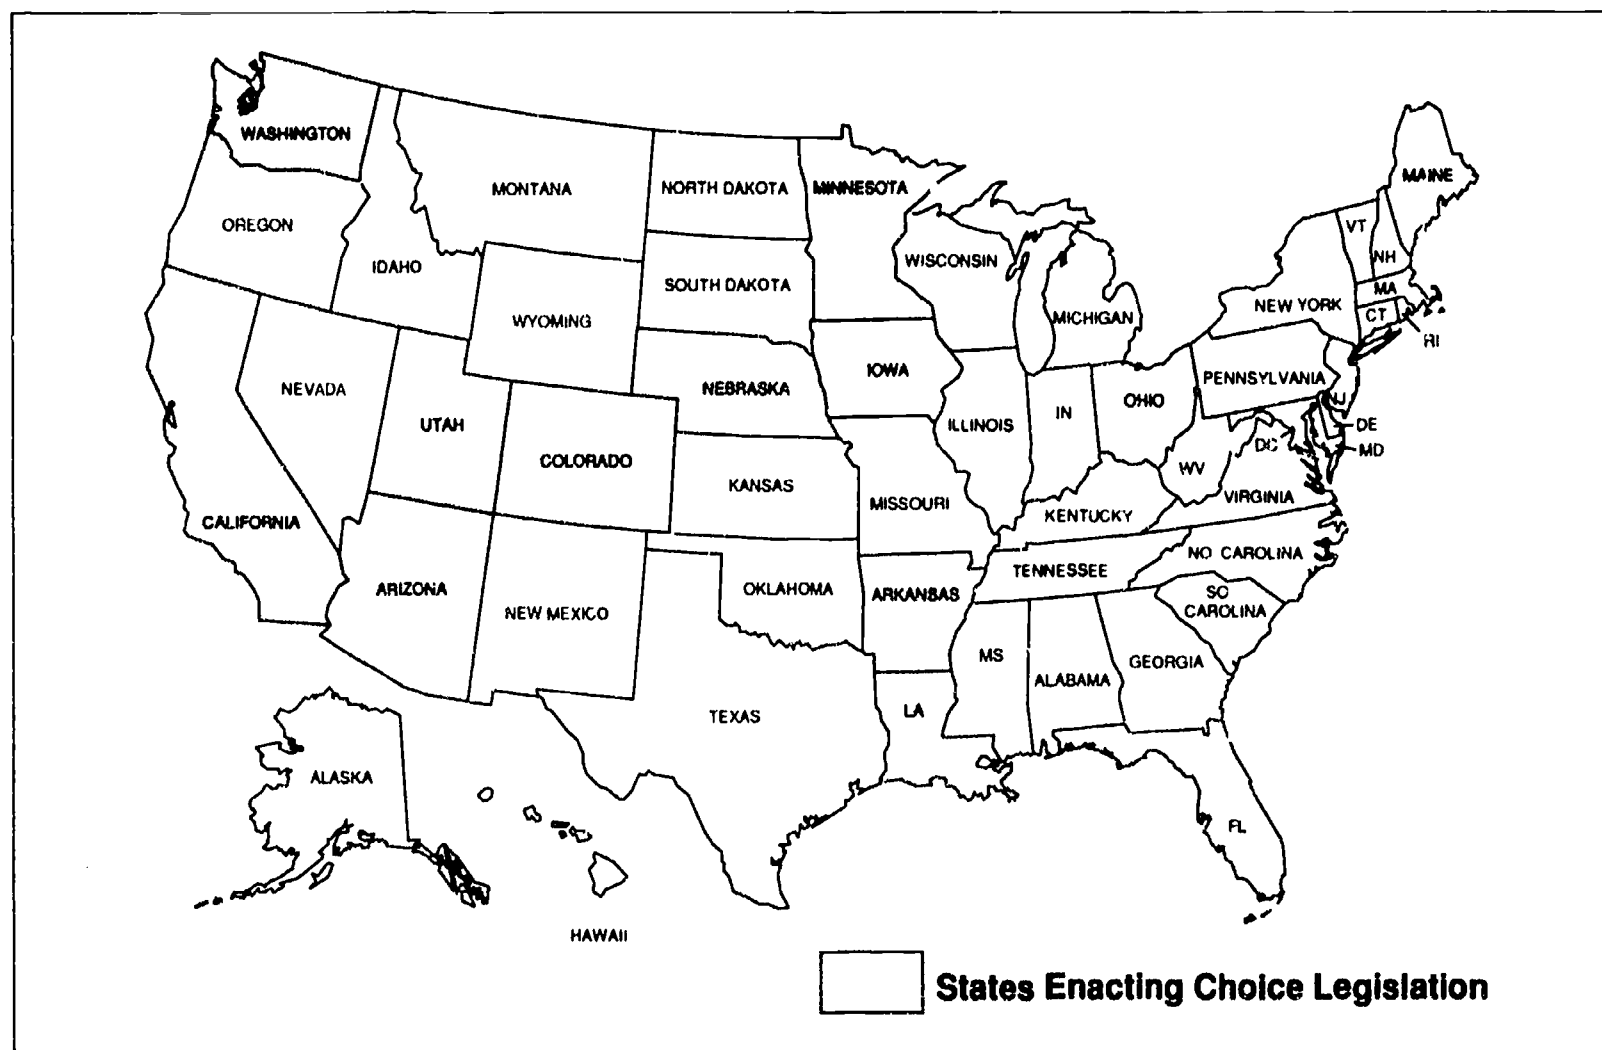 WASHINGTON
MONTANA
NORTH DAKOTA
MINNESOTA
MAINE
OREGON
IDAHO
WYOMING
SOUTH DAKOTA
WISCONSIN
MICHIGAN
NEW YORK
VT
NH
MA
CT
RI
NEVADA
UTAH
COLORADO
NEBRASKA
IOWA
ILLINOIS
IN
OHIO
PENNSYLVANIA
NJ
DE
MD
DC
CALIFORNIA
ARIZONA
NEW MEXICO
KANSAS
OKLAHOMA
MISSOURI
ARKANSAS
KENTUCKY
WV
VIRGINIA
TENNESSEE
NO CAROLINA
SO
CAROLINA
TEXAS
LA
MS
ALABAMA
GEORGIA
FL
ALASKA
HAWAII
States Enacting Choice Legislation